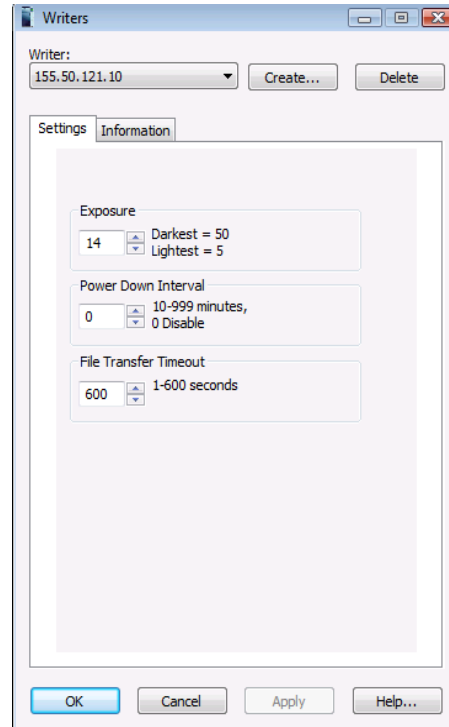 Writers
Writer:
155.50.121.10
Create...
Delete
Settings
Information
Exposure
14
Darkest = 50
Lightest = 5
Power Down Interval
0
10-999 minutes,
0 Disable
File Transfer Timeout
600
1-600 seconds
OK
Cancel
Apply
Help...